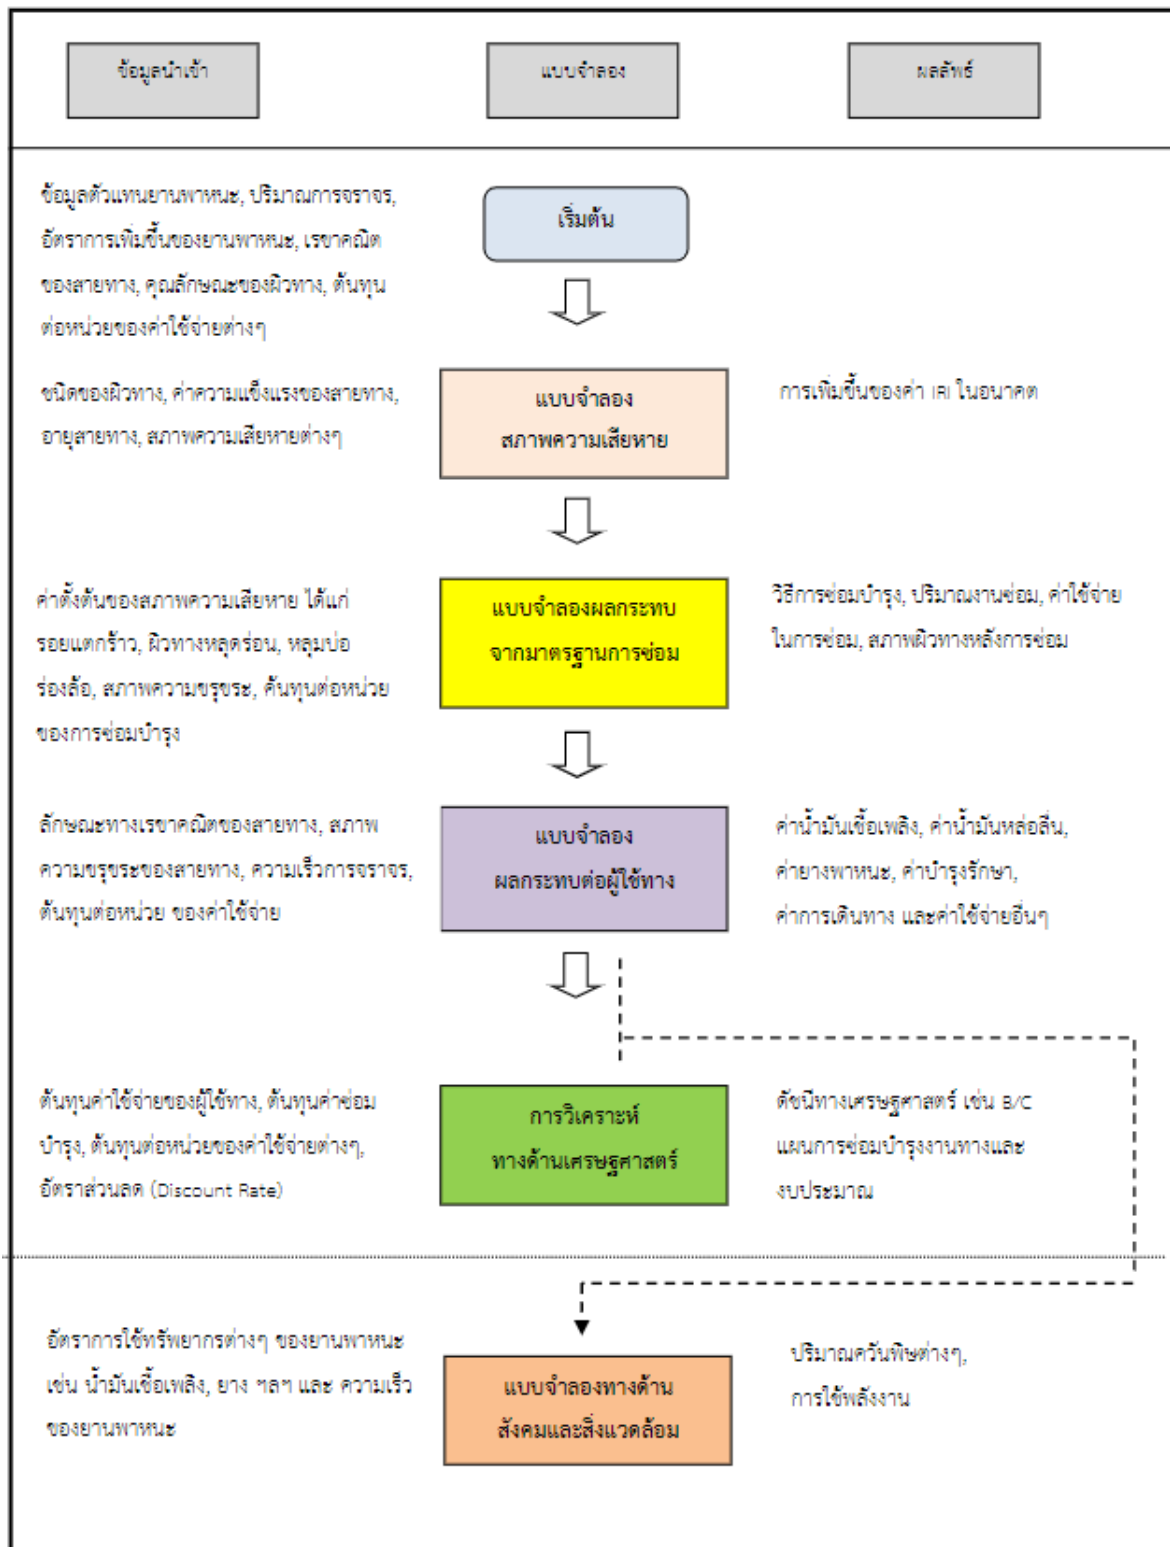 ข้อมูลนำเข้า
แบบจำลอง
ผลลัพธ์
ข้อมูลตัวแทนยานพาหนะ, ปริมาณการจราจร,
อัตราการเพิ่มขึ้นของยานพาหนะ, เรขาคณิต
ของสายทาง, คุณลักษณะของผิวทาง, ต้นทุน
ต่อหน่วยของค่าใช้จ่ายต่างๆ
เริ่มต้น
ชนิดของผิวทาง, ค่าความแข็งแรงของสายทาง,
อายุสายทาง, สภาพความเสียหายต่างๆ
แบบจำลอง
สภาพความเสียหาย
การเพิ่มขึ้นของค่า IRI ในอนาคต
ค่าตั้งต้นของสภาพความเสียหาย ได้แก่
รอยแตกร้าว, ผิวทางหลุดร่อน, หลุมบ่อ
ร่องล้อ, สภาพความขรุขระ, ค้นทุนต่อหน่วย
ของการซ่อมบำรุง
แบบจำลองผลกระทบ
จากมาตรฐานการซ่อม
วิธีการซ่อมบำรุง, ปริมาณงานซ่อม, ค่าใช้จ่าย
ในการซ่อม, สภาพผิวทางหลังการซ่อม
ลักษณะทางเรขาคณิตของสายทาง, สภาพ
ความขรุขระของสายทาง, ความเร็วการจราจร,
ต้นทุนต่อหน่วย ของค่าใช้จ่าย
แบบจำลอง
ผลกระทบต่อผู้ใช้ทาง
ค่าน้ำมันเชื้อเพลิง, ค่าน้ำมันหล่อลื่น,
ค่ายางพาหนะ, ค่าบำรุงรักษา,
ค่าการเดินทาง และค่าใช้จ่ายอื่นๆ
ต้นทุนค่าใช้จ่ายของผู้ใช้ทาง, ต้นทุนค่าซ่อม
บำรุง, ต้นทุนต่อหน่วยของค่าใช้จ่ายต่างๆ,
อัตราส่วนลด (Discount Rate)
การวิเคราะห์
ทางด้านเศรษฐศาสตร์
ดัชนีทางเศรษฐศาสตร์ เช่น B/C
แผนการซ่อมบำรุงงานทางและ
งบประมาณ
อัตราการใช้ทรัพยากรต่างๆ ของยานพาหนะ
เช่น น้ำมันเชื้อเพลิง, ยาง ฯลฯ และ ความเร็ว
ของยานพาหนะ
แบบจำลองทางด้าน
สังคมและสิ่งแวดล้อม
ปริมาณควันพิษต่างๆ,
การใช้พลังงาน